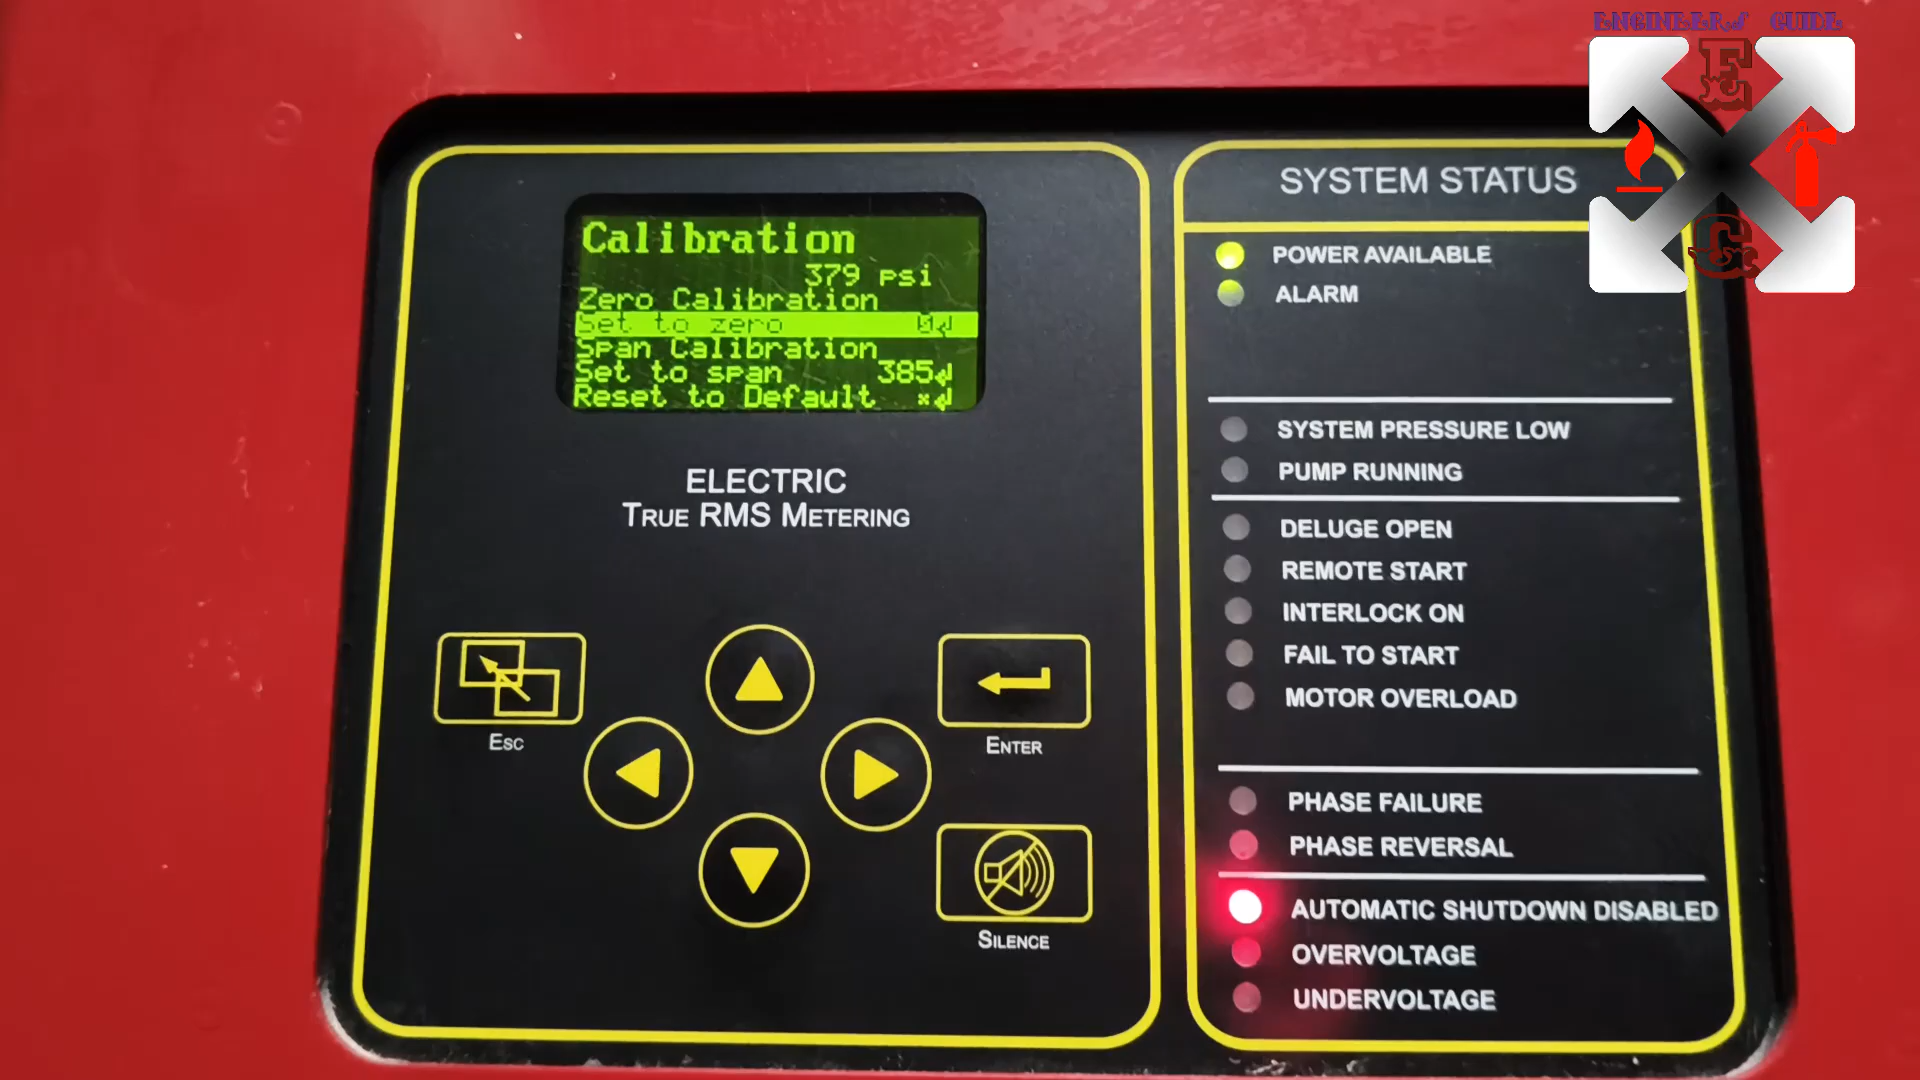 ENGINEERS GUIDE
E
G
Calibration
379 psi
Zero Calibration
Set to zero 0↵
Span Calibration
Set to span 385↵
Reset to Default ×↵
ELECTRIC
TRUE RMS METERING
ESC
ENTER
SILENCE
SYSTEM STATUS
POWER AVAILABLE
ALARM
SYSTEM PRESSURE LOW
PUMP RUNNING
DELUGE OPEN
REMOTE START
INTERLOCK ON
FAIL TO START
MOTOR OVERLOAD
PHASE FAILURE
PHASE REVERSAL
AUTOMATIC SHUTDOWN DISABLED
OVERVOLTAGE
UNDERVOLTAGE